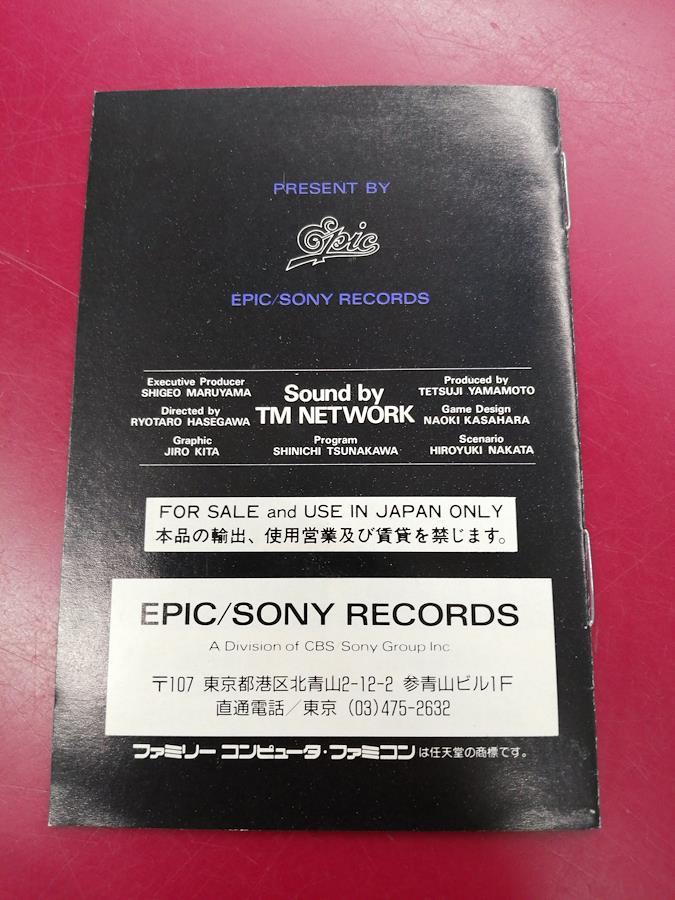 PRESENT BY
Epic
EPIC/SONY RECORDS
Executive Producer
SHIGEO MARUYAMA
Directed by
RYOTARO HASEGAWA
Graphic
JIRO KITA
Sound by
TM NETWORK
Program
SHINICHI TSUNAKAWA
Produced by
TETSUJI YAMAMOTO
Game Design
NAOKI KASAHARA
Scenario
HIROYUKI NAKATA
FOR SALE and USE IN JAPAN ONLY
本品の輸出、使用営業及び賃貸を禁じます。
EPIC/SONY RECORDS
A Division of CBS Sony Group Inc
〒107 東京都港区北青山2-12-2 参青山ビル1F
直通電話/東京 (03)475-2632
ファミリー コンピュータ・ファミコンは任天堂の商標です。